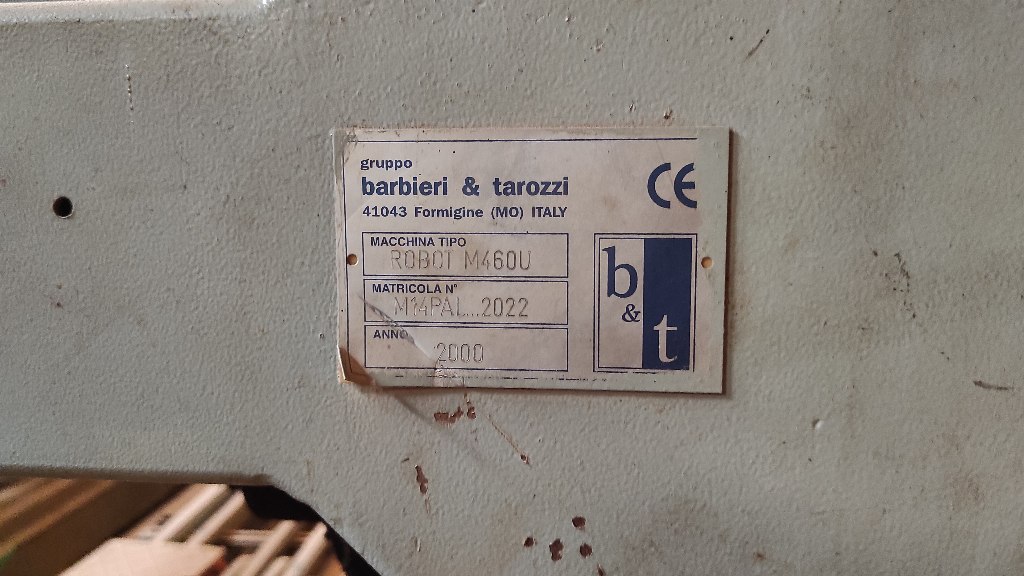 gruppo
barbieri & tarozzi
41043 Formigine (MO) ITALY
CE
MACCHINA TIPO
ROBOT M460U
MATRICOLA N°
M14PAL...2022
ANNO
2000
b
&
t